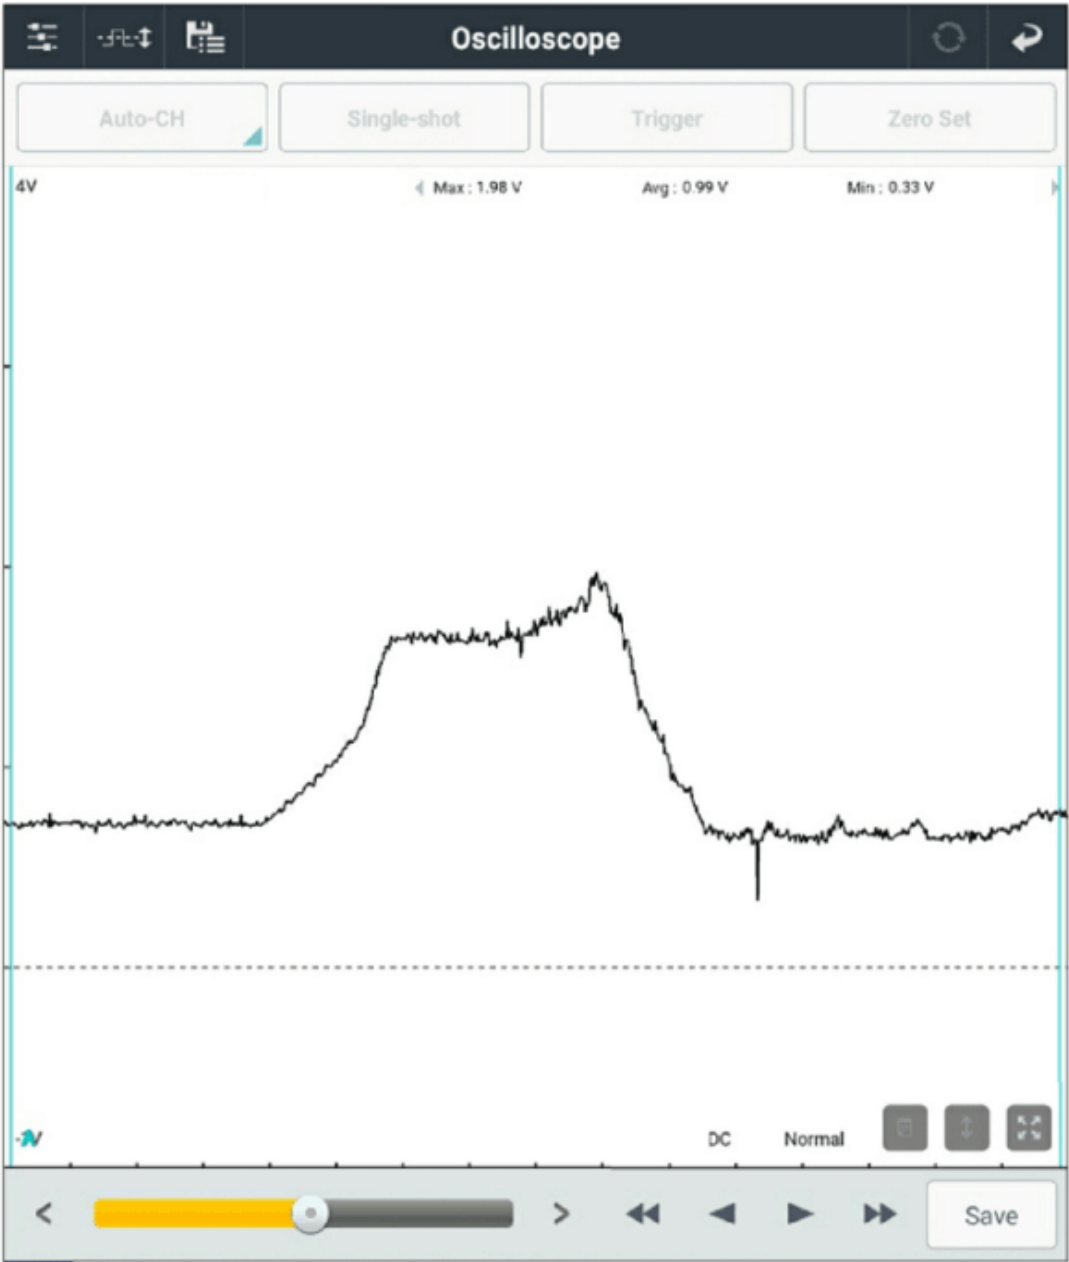 Oscilloscope
Auto-CH Single-shot Trigger Zero Set
4V Max : 1.98 V Avg : 0.99 V Min : 0.33 V
DC Normal
Save